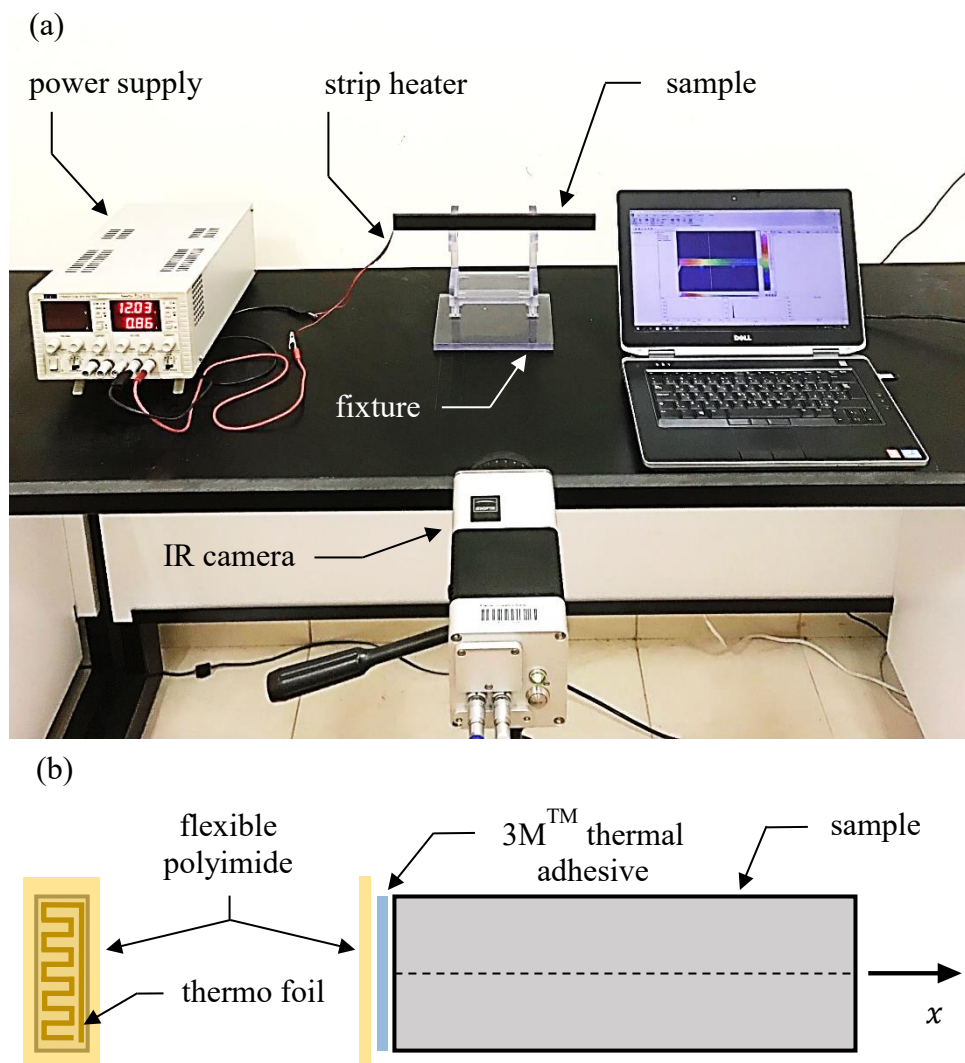 (a)
power supply
strip heater
sample
12.03
0.86
DELL
fixture
IR camera
(b)
flexible
polyimide
3M™ thermal
adhesive
sample
thermo foil
x